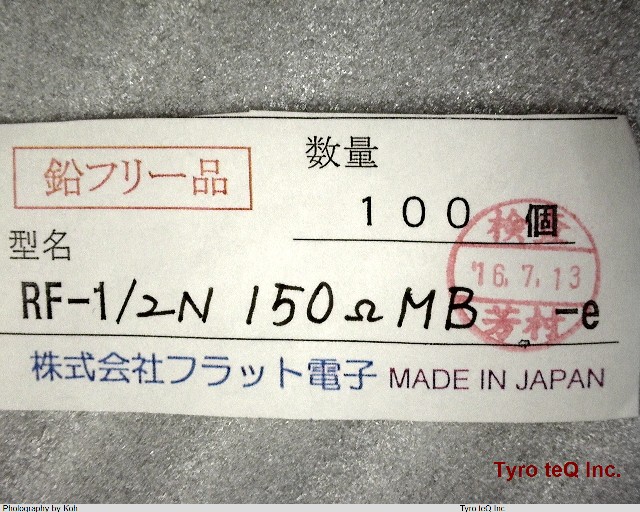 数量
鉛フリー品
100 個
検査
型名
'16.7.13
RF-1/2N 150Ω MB -e
芳村
株式会社フラット電子 MADE IN JAPAN
Tyro teQ Inc.
Photography by Koh
Tyro teQ Inc